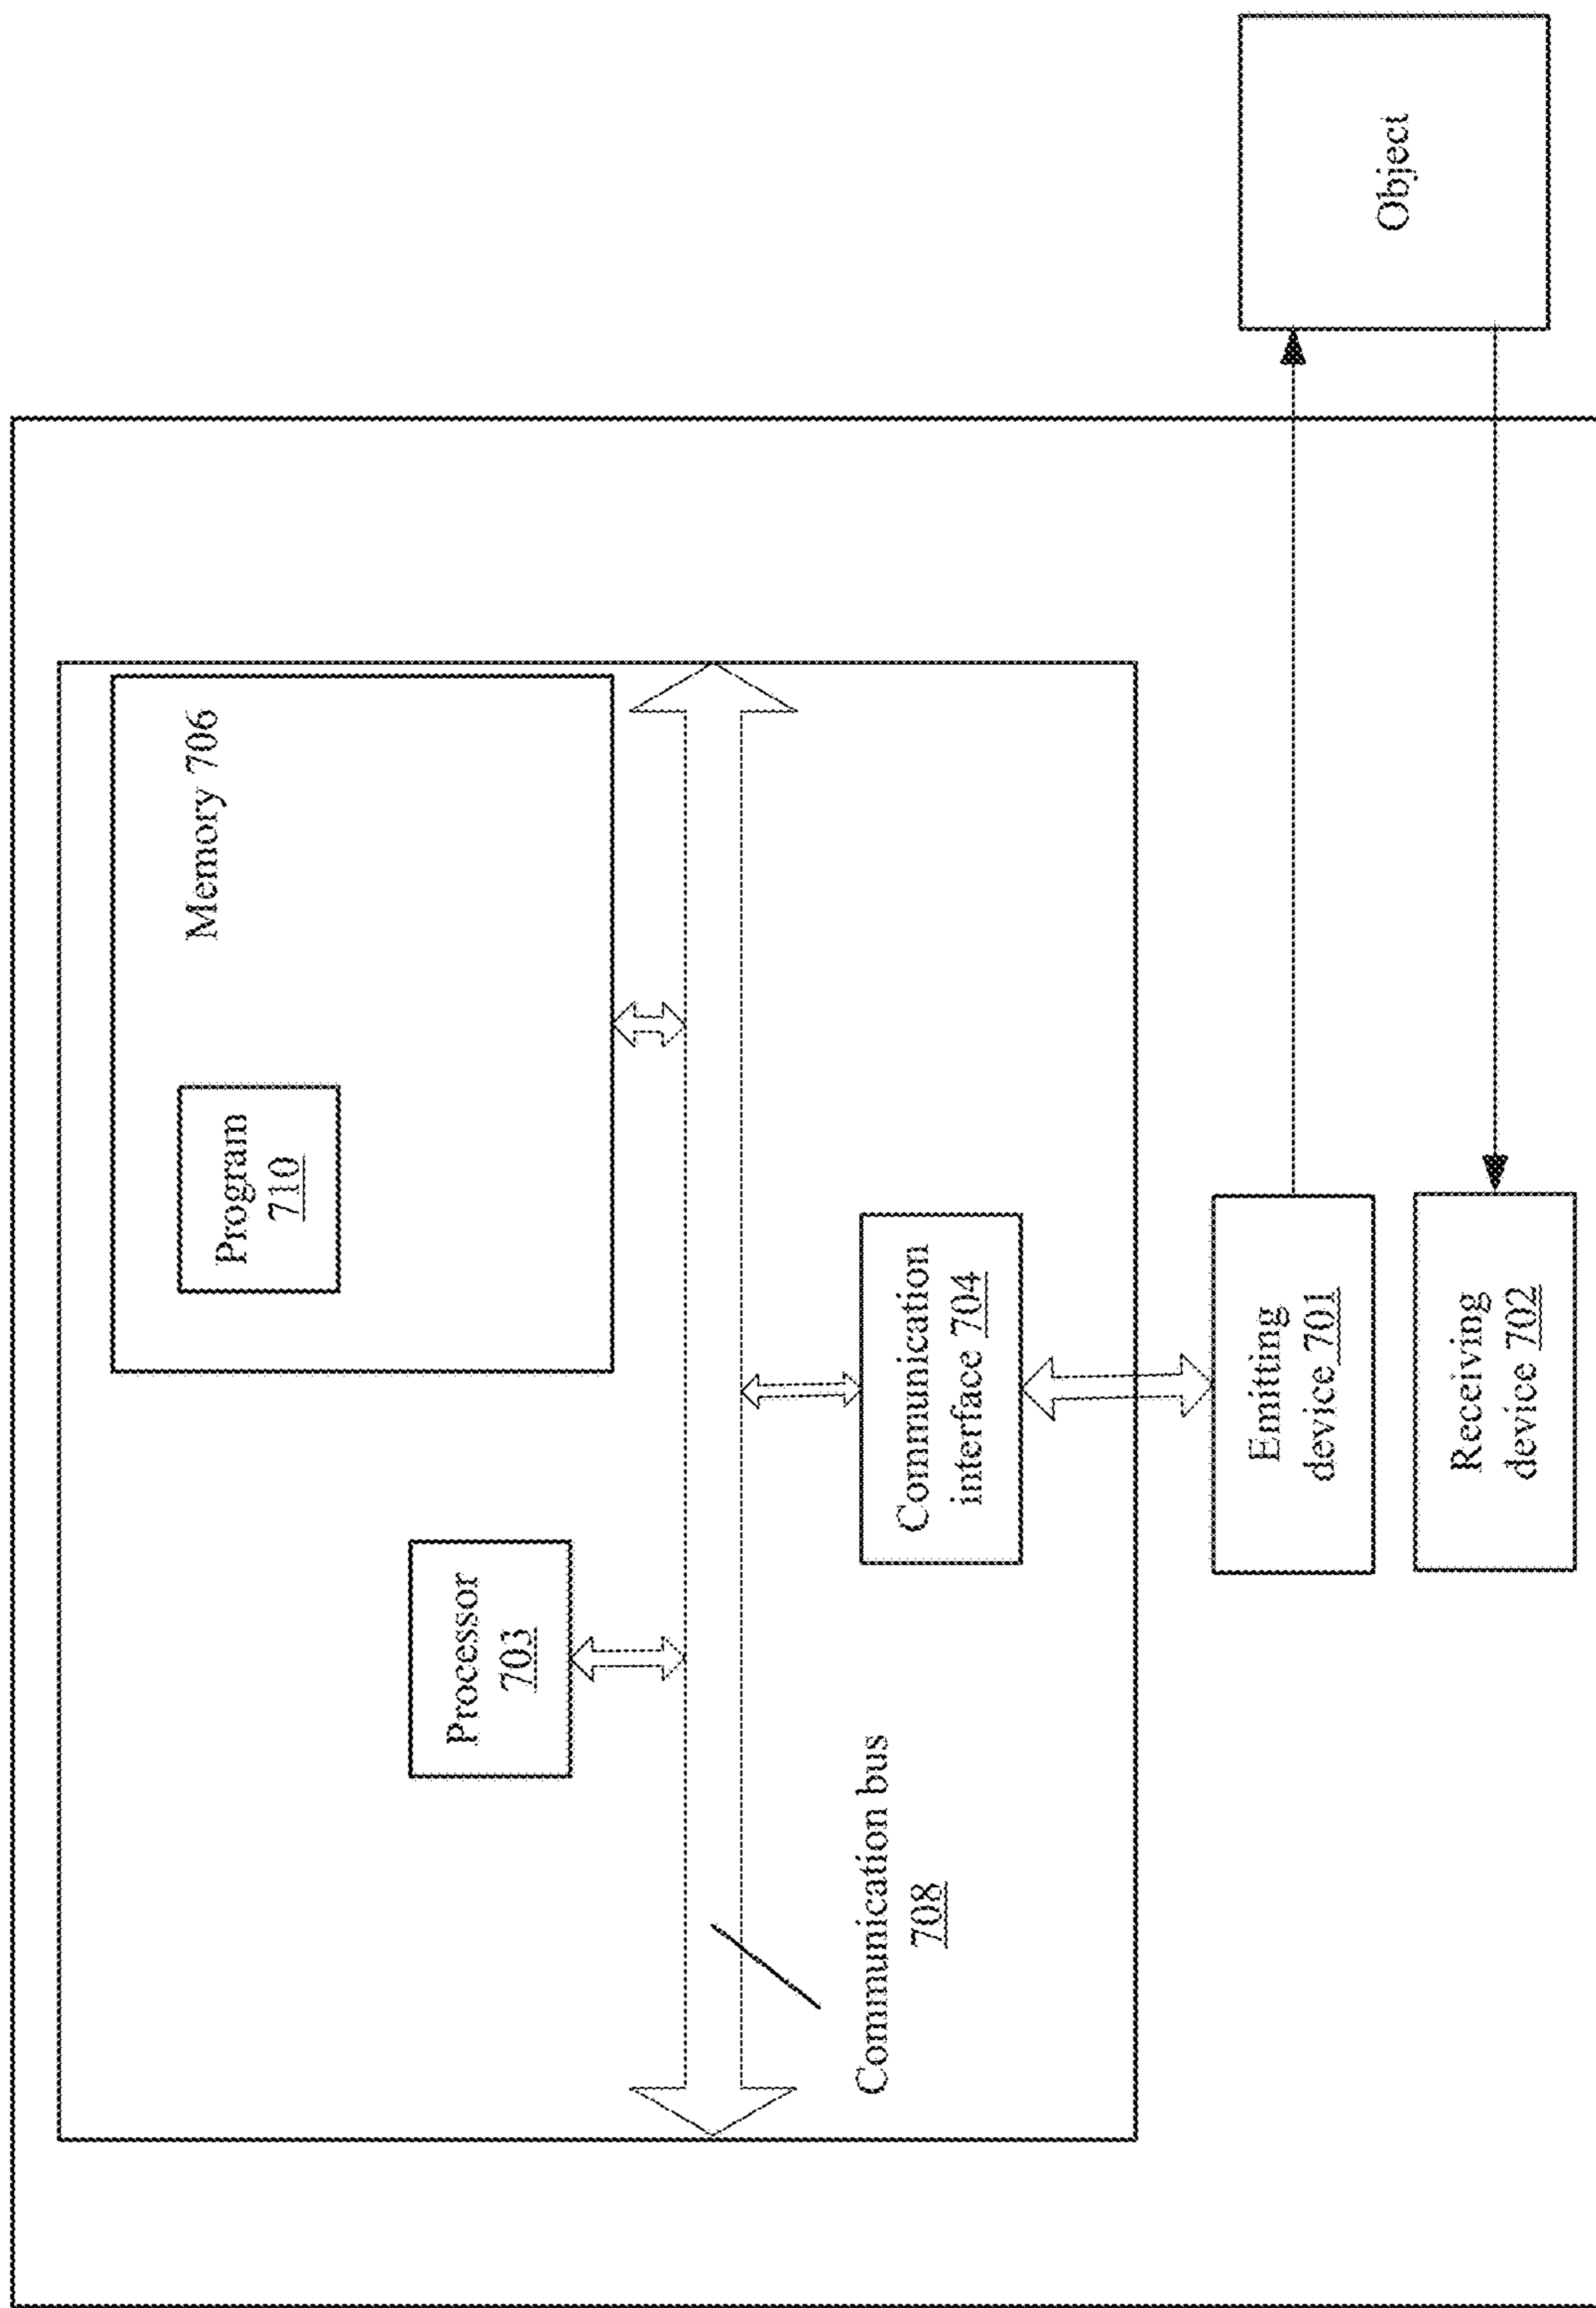 Memory 706
Program
710
Processor
703
Communication
interface 704
Communication bus
708
Emitting
device 701
Receiving
device 702
Object